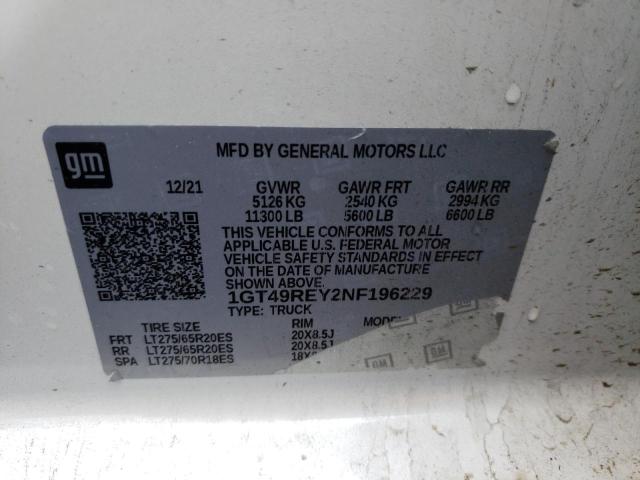 gm
MFD BY GENERAL MOTORS LLC
12/21 GVWR GAWR FRT GAWR RR
5126 KG 2540 KG 2994 KG
11300 LB 5600 LB 6600 LB
THIS VEHICLE CONFORMS TO ALL
APPLICABLE U.S. FEDERAL MOTOR
VEHICLE SAFETY STANDARDS IN EFFECT
ON THE DATE OF MANUFACTURE
SHOWN ABOVE.
1GT49REY2NF196229
TYPE: TRUCK
TIRE SIZE RIM
FRT LT275/65R20ES 20X8.5J
RR LT275/65R20ES 20X8.5J
SPA LT275/70R18ES
gm
gm
gm